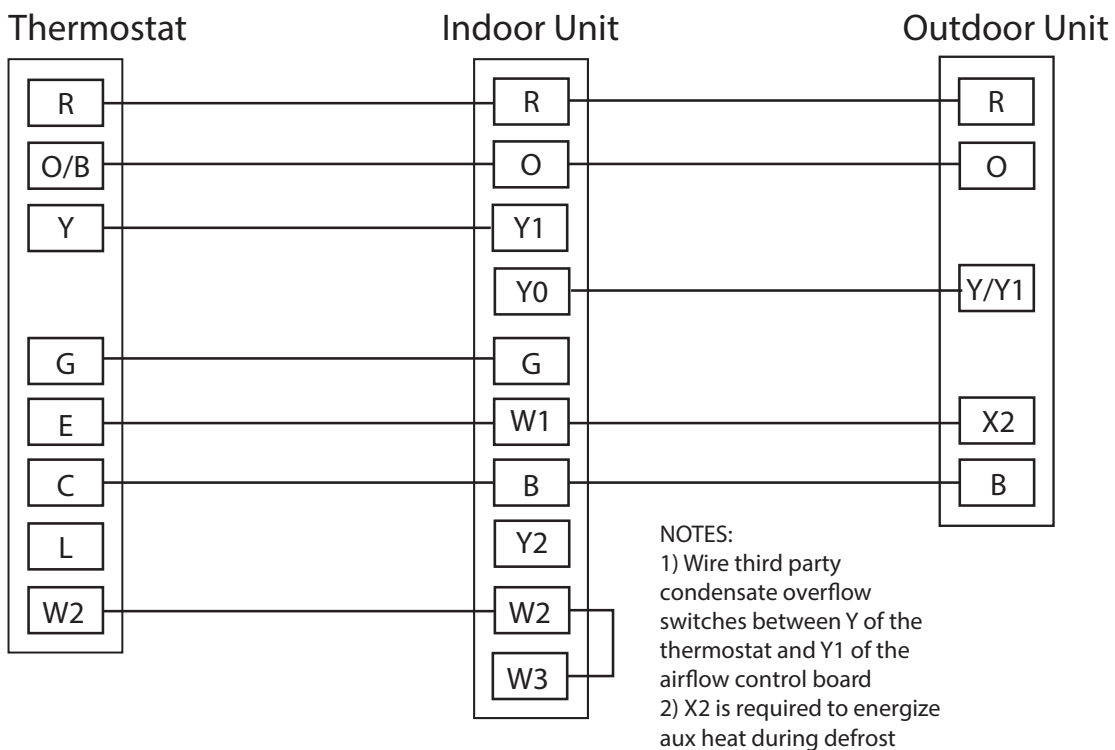 Thermostat
Indoor Unit
Outdoor Unit
R
R
R
O/B
O
O
Y
Y1
Y0
Y/Y1
G
G
E
W1
X2
C
B
B
L
Y2
W2
W2
W3
NOTES:
1) Wire third party
condensate overflow
switches between Y of the
thermostat and Y1 of the
airflow control board
2) X2 is required to energize
aux heat during defrost